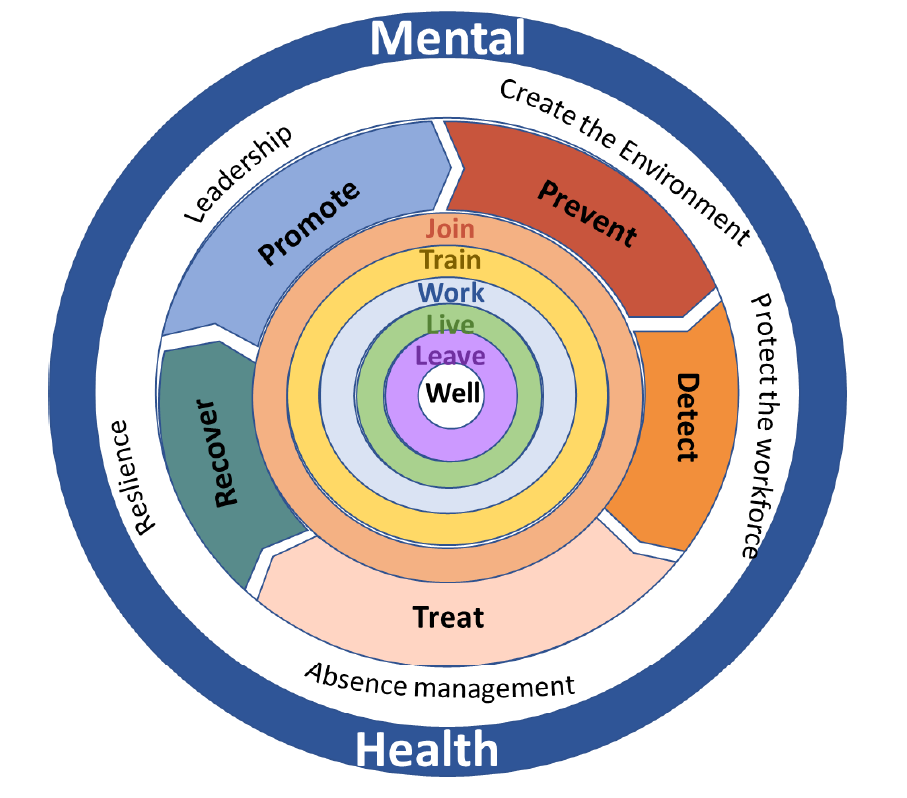 Mental
Create the Environment
Leadership
Promote
Prevent
Join
Train
Work
Live
Leave
Well
Protect the workforce
Detect
Recover
Reslience
Treat
Absence management
Health